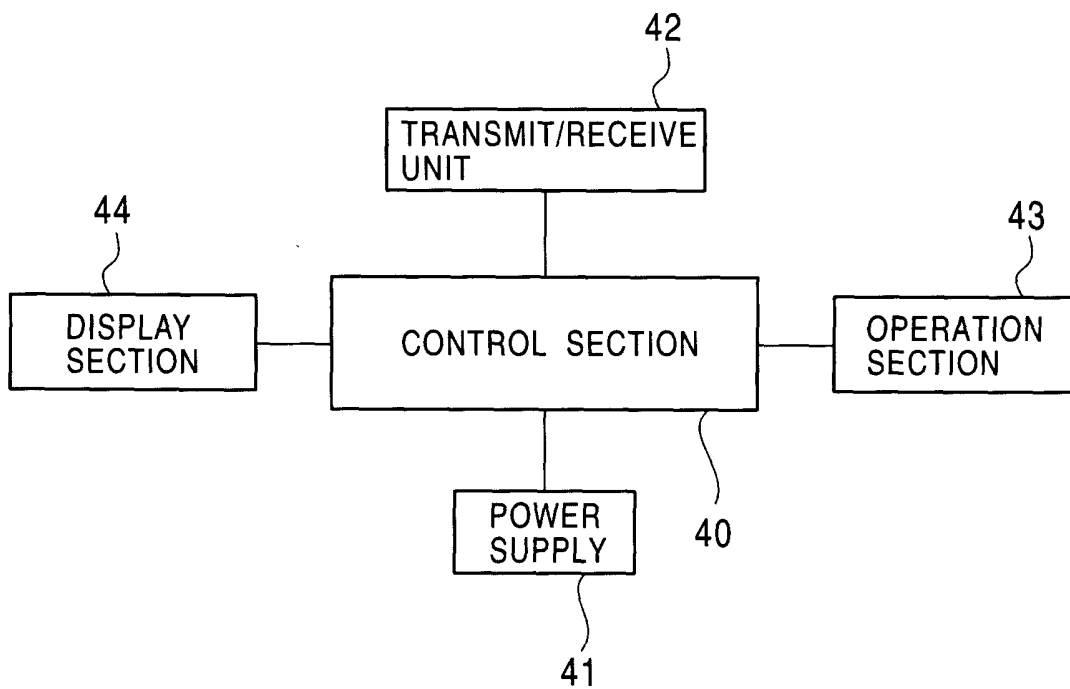 42
TRANSMIT/RECEIVE
UNIT
44
43
DISPLAY
SECTION
CONTROL SECTION
OPERATION
SECTION
POWER
SUPPLY
40
41